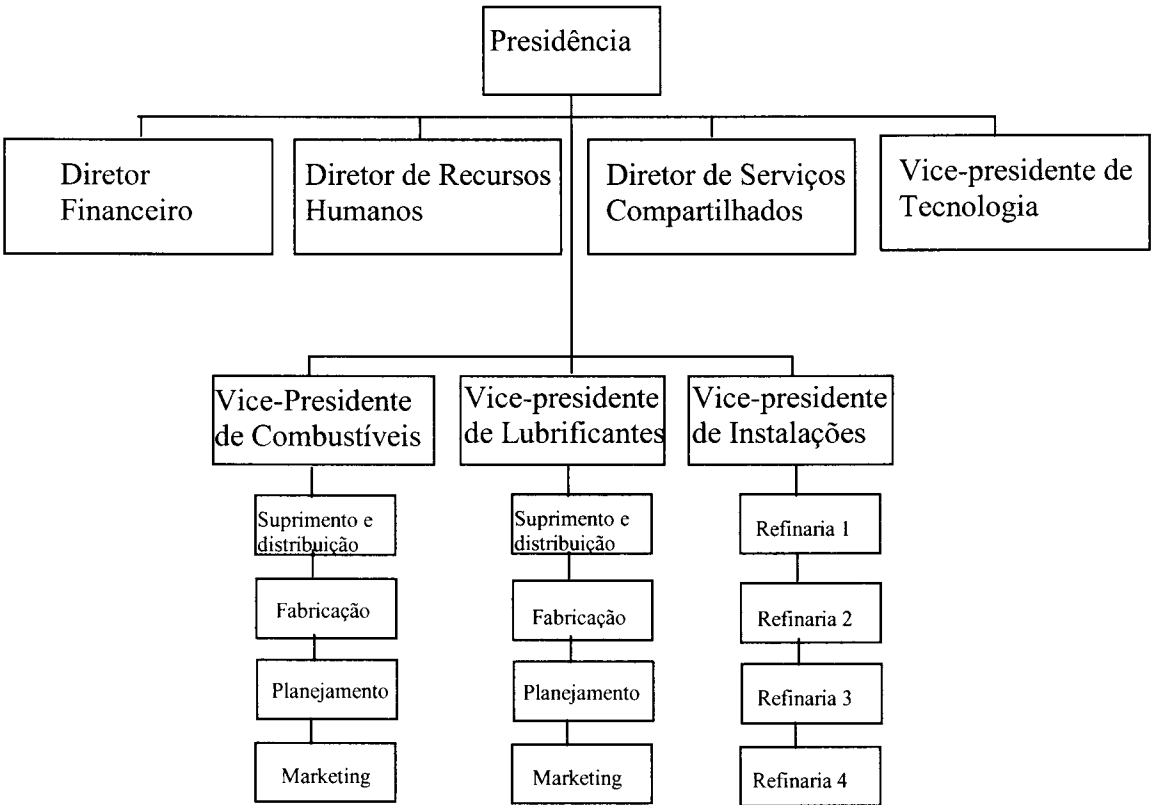 Presidência
Diretor
Financeiro
Diretor de Recursos
Humanos
Diretor de Serviços
Compartilhados
Vice-presidente de
Tecnologia
Vice-Presidente
de Combustíveis
Vice-presidente
de Lubrificantes
Vice-presidente
de Instalações
Suprimento e
distribuição
Fabricação
Planejamento
Marketing
Suprimento e
distribuição
Fabricação
Planejamento
Marketing
Refinaria 1
Refinaria 2
Refinaria 3
Refinaria 4